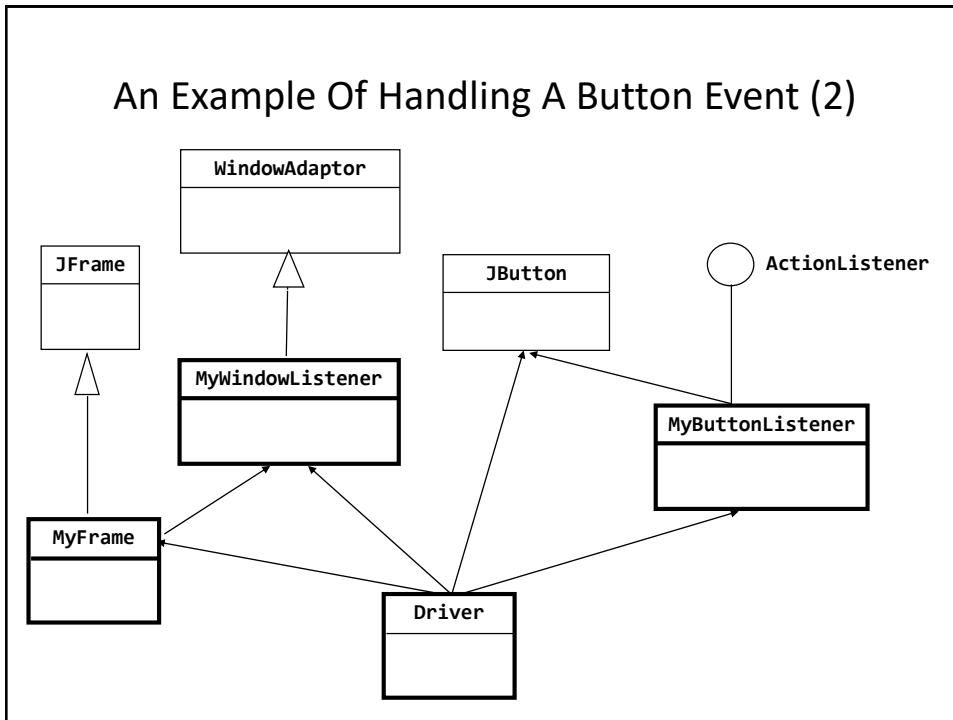 An Example Of Handling A Button Event (2)
WindowAdaptor
JFrame
JButton
ActionListener
MyWindowListener
MyButtonListener
MyFrame
Driver